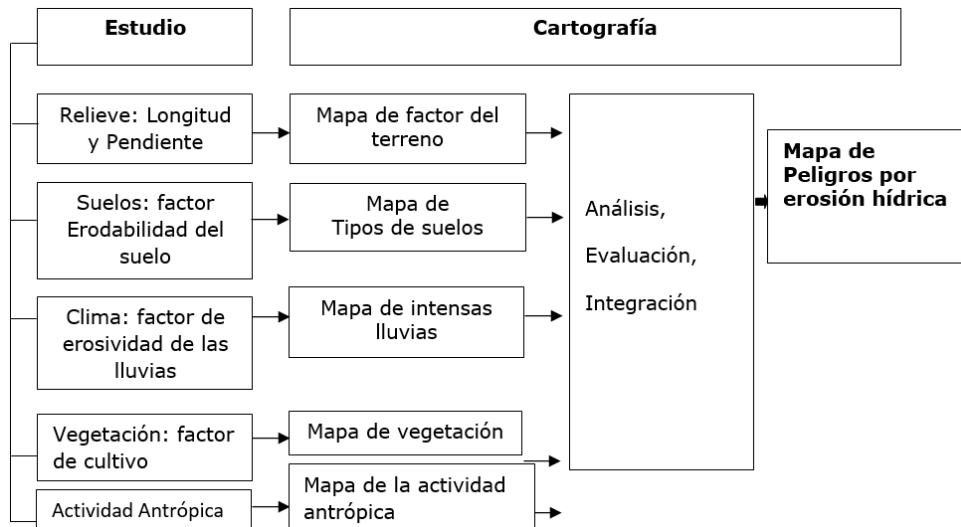 Estudio
Cartografía
Relieve: Longitud
y Pendiente
Mapa de factor del
terreno
Suelos: factor
Erodabilidad del
suelo
Mapa de
Tipos de suelos
Clima: factor de
erosividad de las
lluvias
Mapa de intensas
lluvias
Vegetación: factor
de cultivo
Mapa de vegetación
Actividad Antrópica
Mapa de la actividad
antrópica
Análisis,
Evaluación,
Integración
Mapa de
Peligros por
erosión hídrica